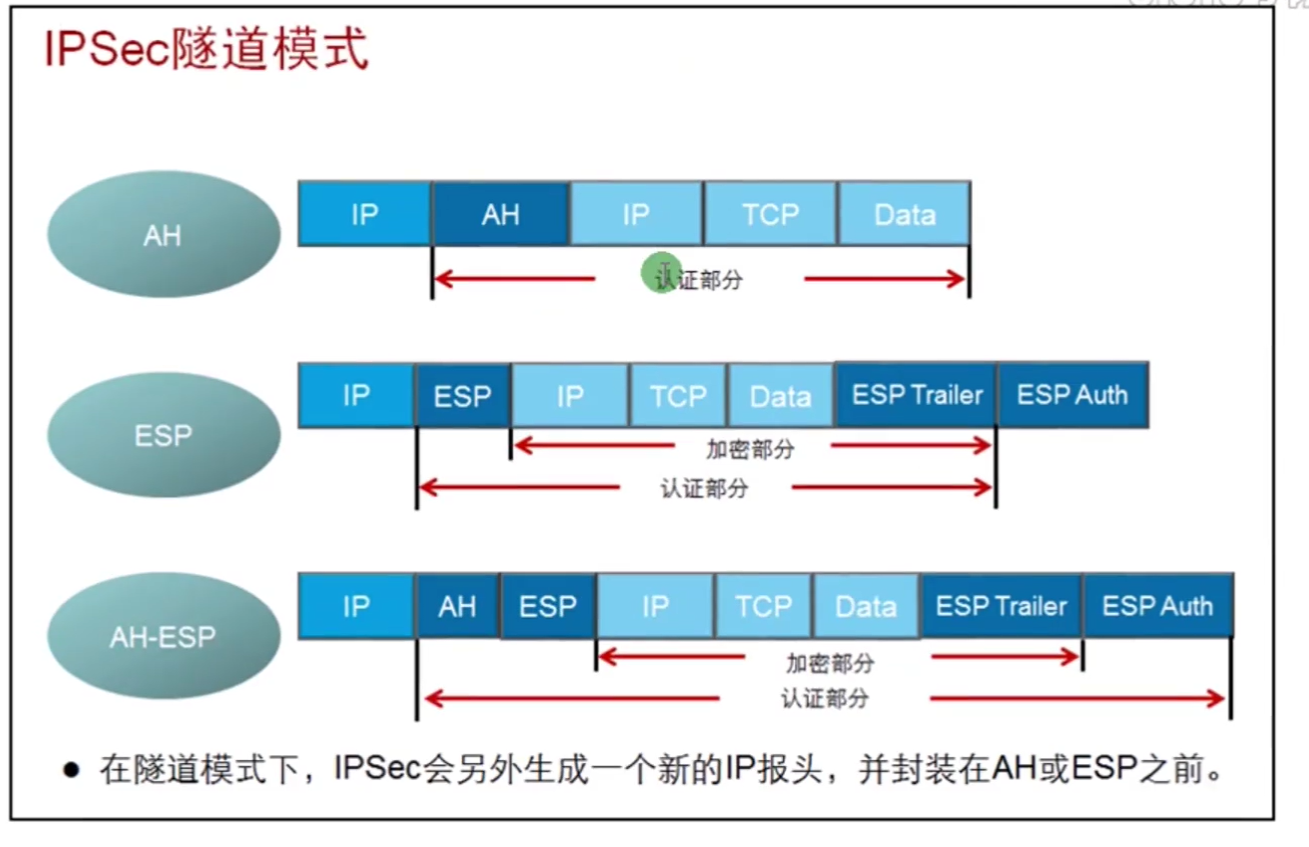 IPSec隧道模式
AH
IP AH IP TCP Data
认证部分
ESP
IP ESP IP TCP Data ESP Trailer ESP Auth
加密部分
认证部分
AH-ESP
IP AH ESP IP TCP Data ESP Trailer ESP Auth
加密部分
认证部分
● 在隧道模式下，IPSec会另外生成一个新的IP报头，并封装在AH或ESP之前。